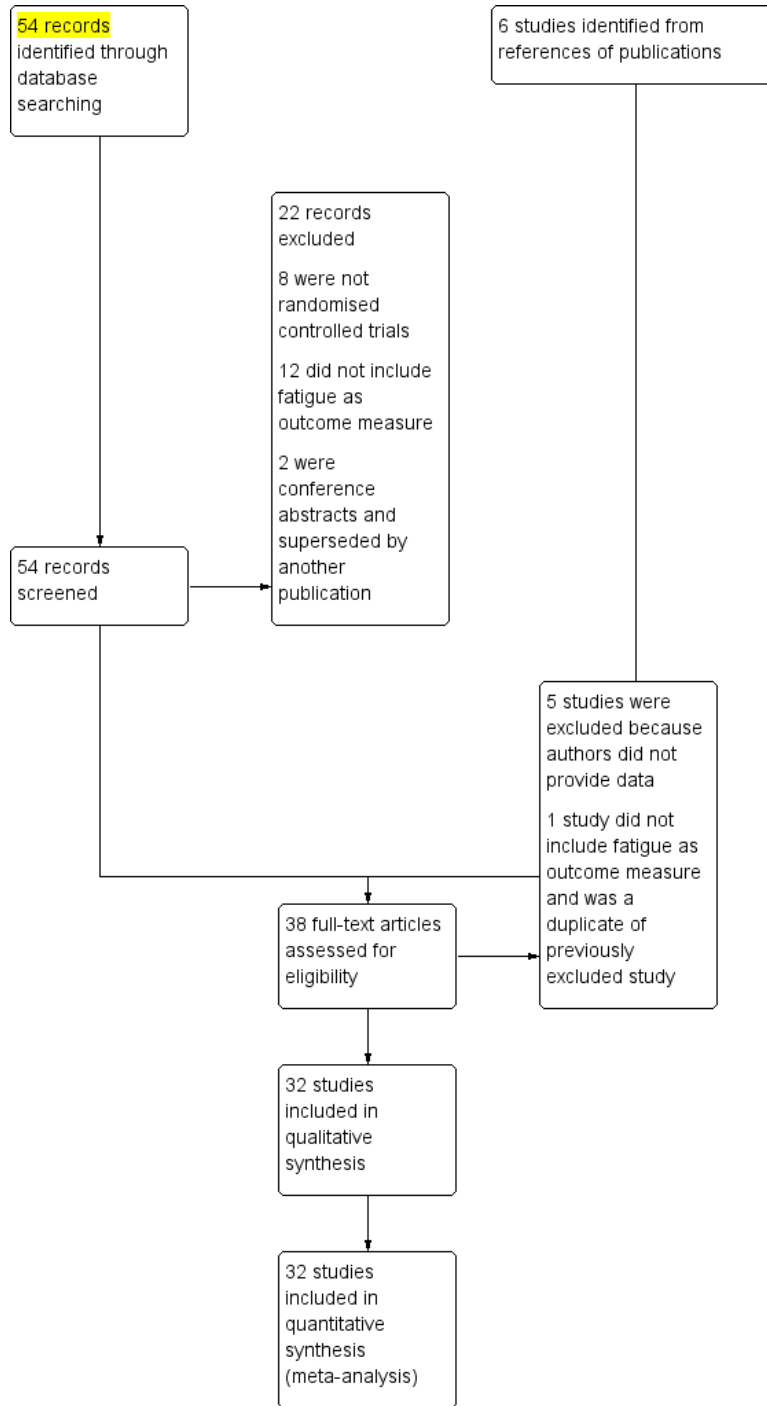 54 records
identified through
database
searching
6 studies identified from
references of publications
22 records
excluded
8 were not
randomised
controlled trials
12 did not include
fatigue as
outcome measure
2 were
conference
abstracts and
superseded by
another
publication
54 records
screened
5 studies were
excluded because
authors did not
provide data
1 study did not
include fatigue as
outcome measure
and was a
duplicate of
previously
excluded study
38 full-text articles
assessed for
eligibility
32 studies
included in
qualitative
synthesis
32 studies
included in
quantitative
synthesis
(meta-analysis)